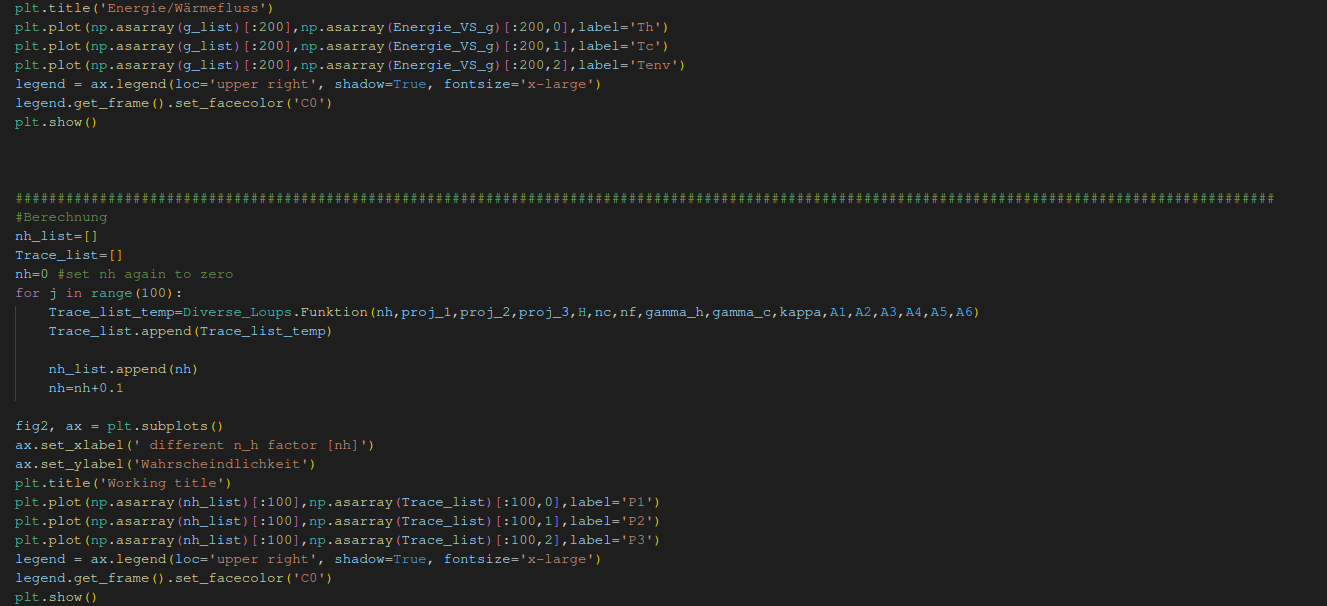 plt.title('Energie/Wärmefluss')
plt.plot(np.asarray(g_list)[:200],np.asarray(Energie_VS_g)[:200,0],label='Th')
plt.plot(np.asarray(g_list)[:200],np.asarray(Energie_VS_g)[:200,1],label='Tc')
plt.plot(np.asarray(g_list)[:200],np.asarray(Energie_VS_g)[:200,2],label='Tenv')
legend = ax.legend(loc='upper right', shadow=True, fontsize='x-large')
legend.get_frame().set_facecolor('C0')
plt.show()
######################################################################################################################################################
#Berechnung
nh_list=[]
Trace_list=[]
nh=0 #set nh again to zero
for j in range(100):
    Trace_list_temp=Diverse_Loups.Funktion(nh,proj_1,proj_2,proj_3,H,nc,nf,gamma_h,gamma_c,kappa,A1,A2,A3,A4,A5,A6)
    Trace_list.append(Trace_list_temp)
    nh_list.append(nh)
    nh=nh+0.1
fig2, ax = plt.subplots()
ax.set_xlabel(' different n_h factor [nh]')
ax.set_ylabel('Wahrscheindlichkeit')
plt.title('Working title')
plt.plot(np.asarray(nh_list)[:100],np.asarray(Trace_list)[:100,0],label='P1')
plt.plot(np.asarray(nh_list)[:100],np.asarray(Trace_list)[:100,1],label='P2')
plt.plot(np.asarray(nh_list)[:100],np.asarray(Trace_list)[:100,2],label='P3')
legend = ax.legend(loc='upper right', shadow=True, fontsize='x-large')
legend.get_frame().set_facecolor('C0')
plt.show()